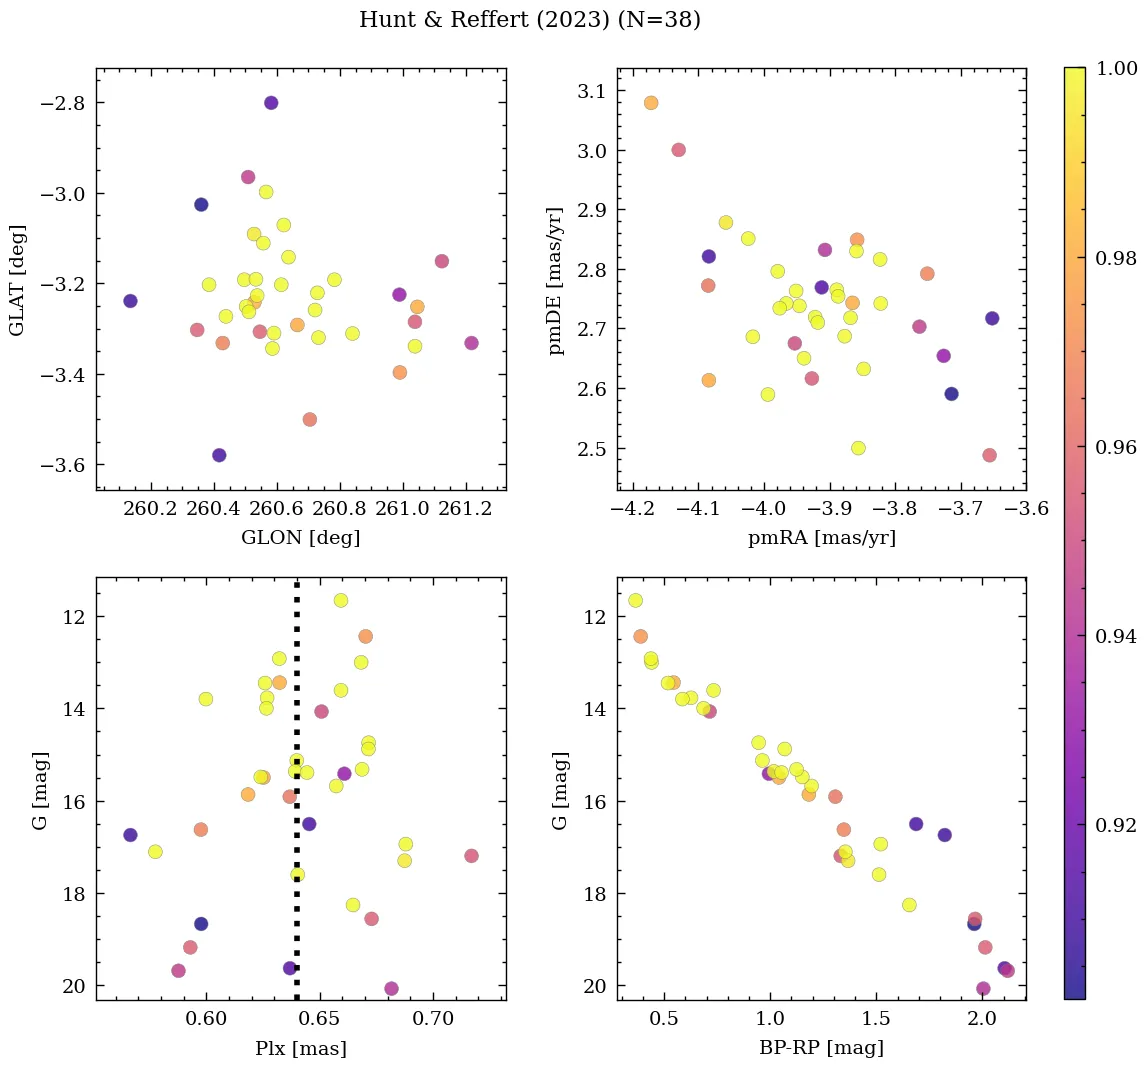 Hunt & Reffert (2023) (N=38)
−2.8
−3.0
−3.2
−3.4
−3.6
GLAT [deg]
260.2 260.4 260.6 260.8 261.0 261.2
GLON [deg]
3.1
3.0
2.9
2.8
2.7
2.6
2.5
pmDE [mas/yr]
−4.2 −4.1 −4.0 −3.9 −3.8 −3.7 −3.6
pmRA [mas/yr]
12
14
16
18
20
G [mag]
0.60 0.65 0.70
Plx [mas]
12
14
16
18
20
G [mag]
0.5 1.0 1.5 2.0
BP-RP [mag]
1.00
0.98
0.96
0.94
0.92